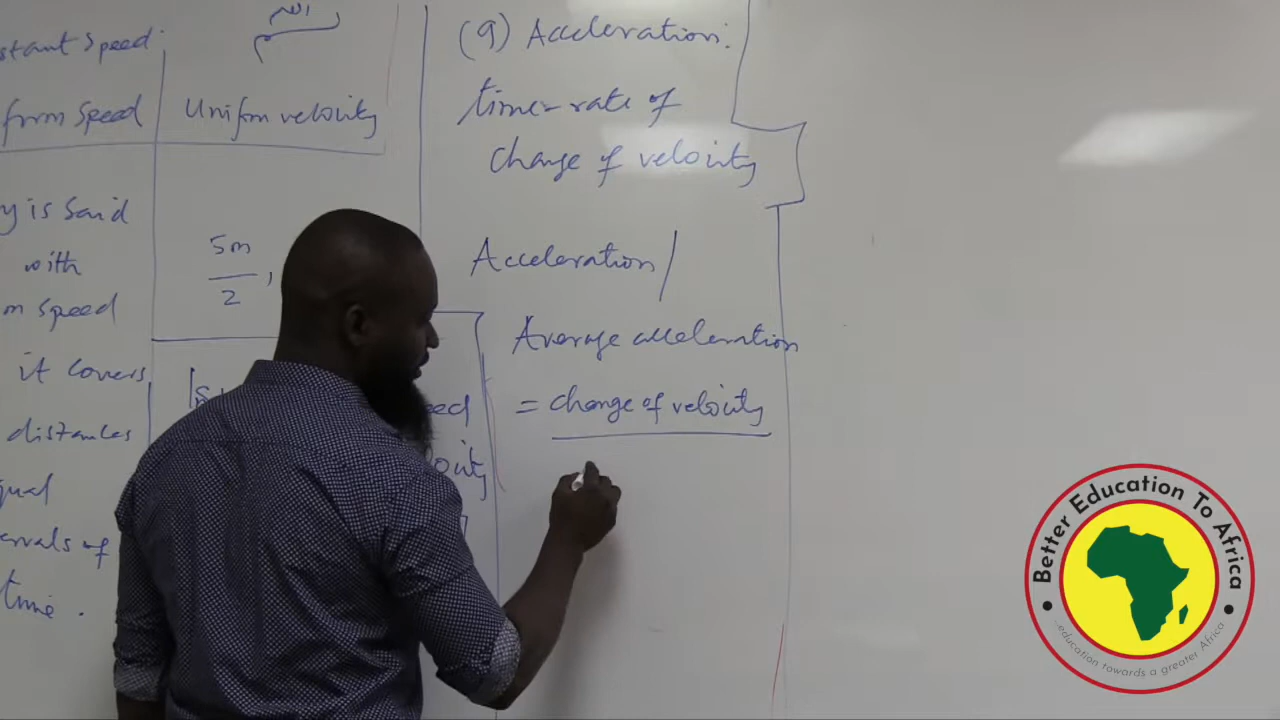 stant speed.
form speed
Uniform velocity
y is said
with
m speed
it covers
distances
qual
ervals of
time.
5m
2
,
eed
ocity
(9) Acceleration:
time-rate of
change of velocity
Acceleration/
Average acceleration
= change of velocity
Better Education To Africa
...education towards a greater Africa